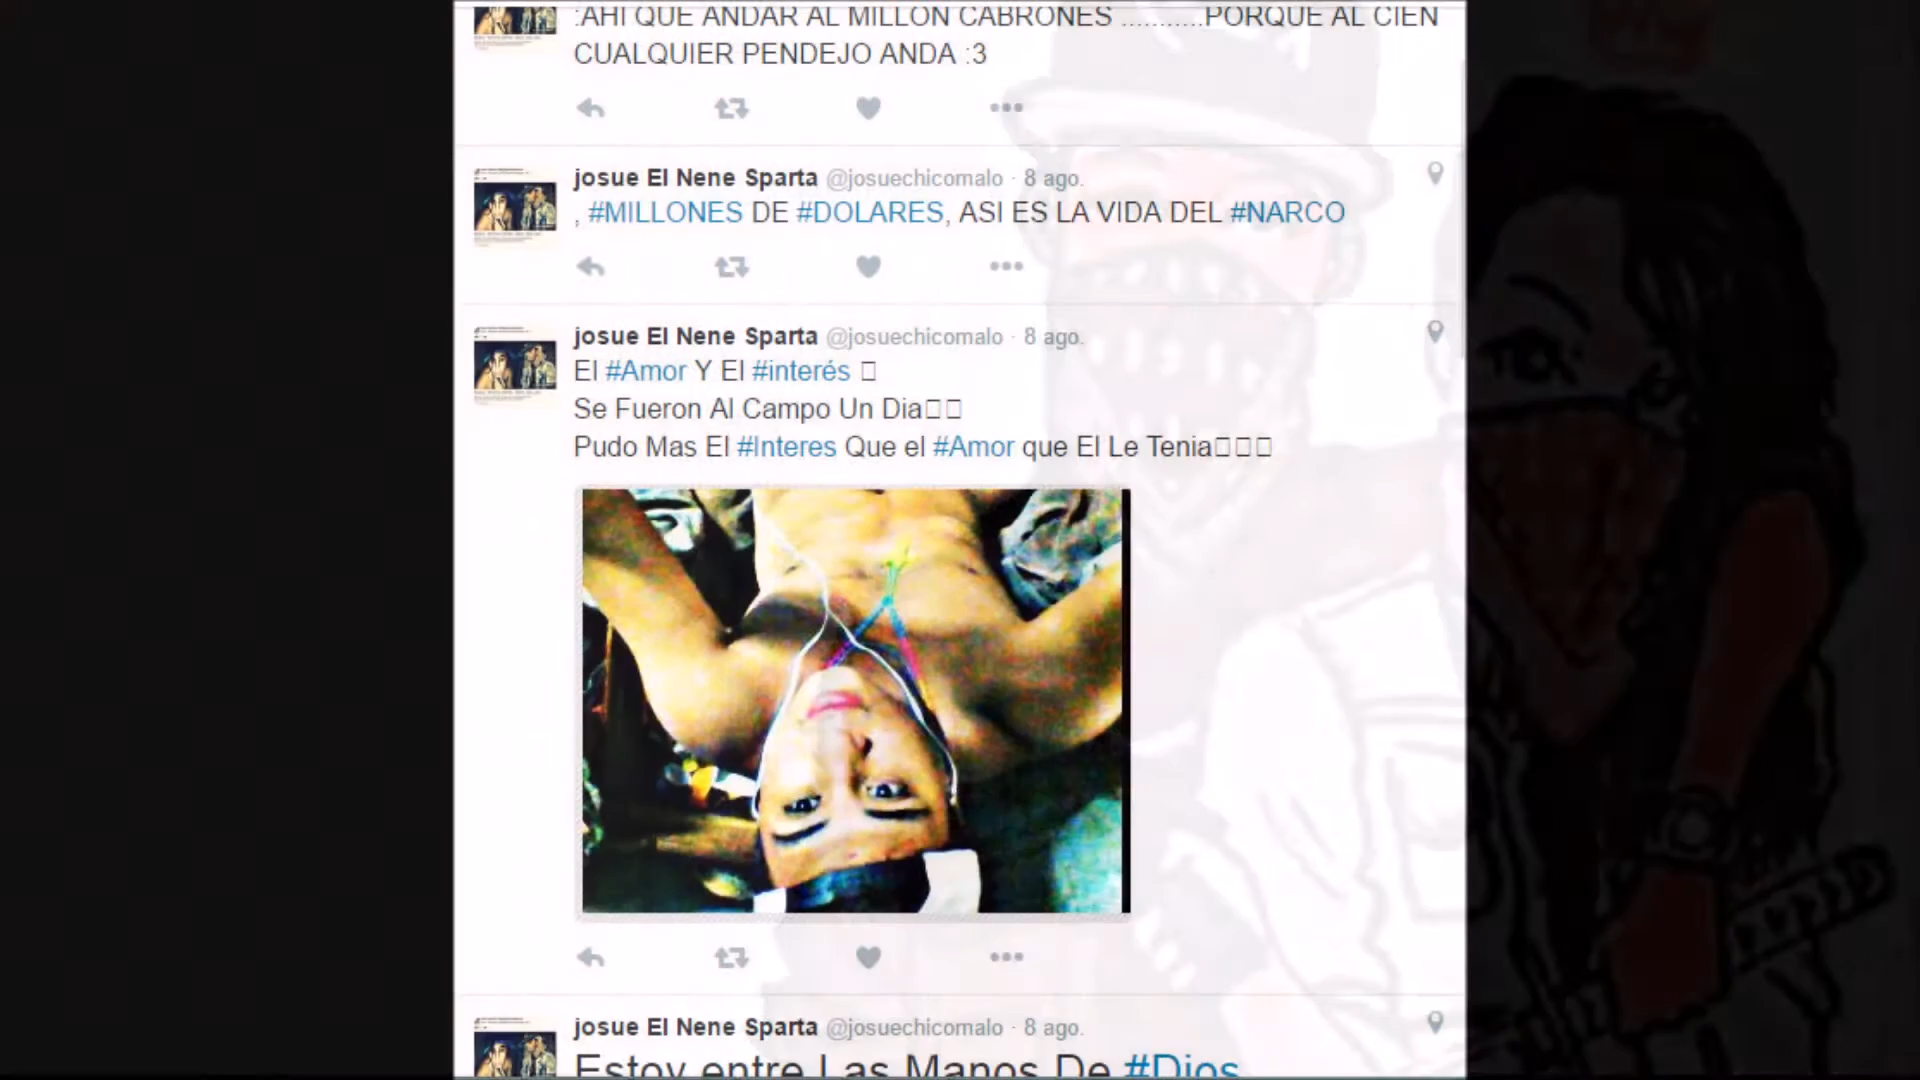 :AHI QUE ANDAR AL MILLON CABRONES ...........PORQUE AL CIEN
CUALQUIER PENDEJO ANDA :3
josue El Nene Sparta @josuechicomalo · 8 ago.
, #MILLONES DE #DOLARES, ASI ES LA VIDA DEL #NARCO
josue El Nene Sparta @josuechicomalo · 8 ago.
El #Amor Y El #interés
Se Fueron Al Campo Un Dia
Pudo Mas El #Interes Que el #Amor que El Le Tenia
josue El Nene Sparta @josuechicomalo · 8 ago.
Estoy entre Las Manos De #Dios